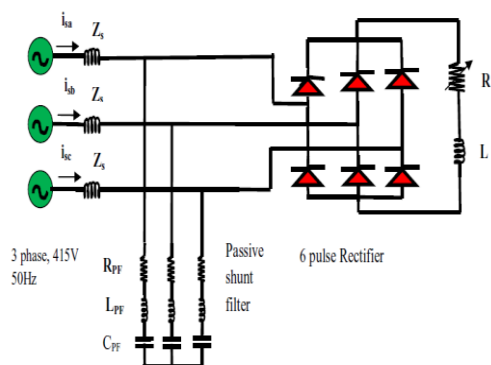 isa
Zs
isb
Zs
isc
Zs
R
L
3 phase, 415V
50Hz
RPF
LPF
CPF
Passive
shunt
filter
6 pulse Rectifier